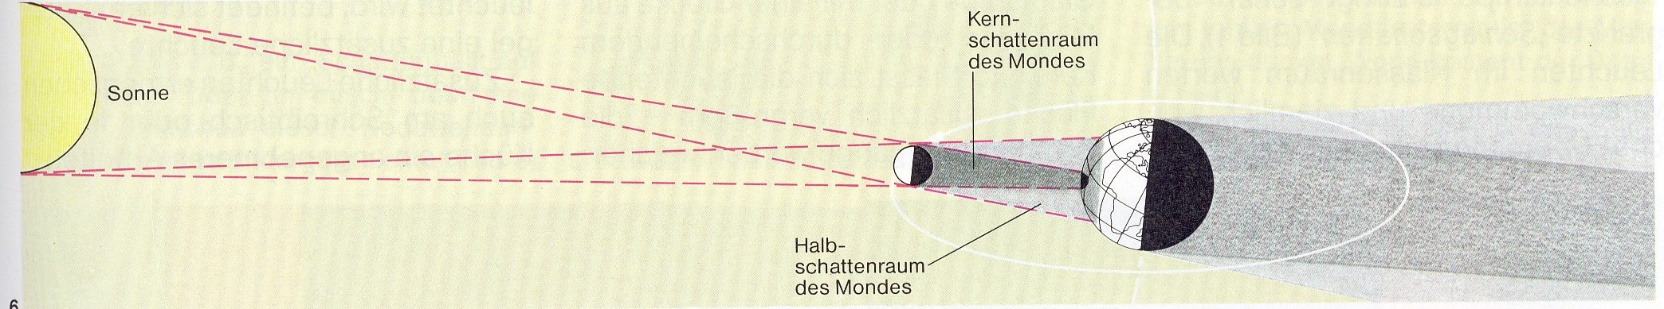 Kern-
schattenraum
des Mondes
Sonne
Halb-
schattenraum
des Mondes
6